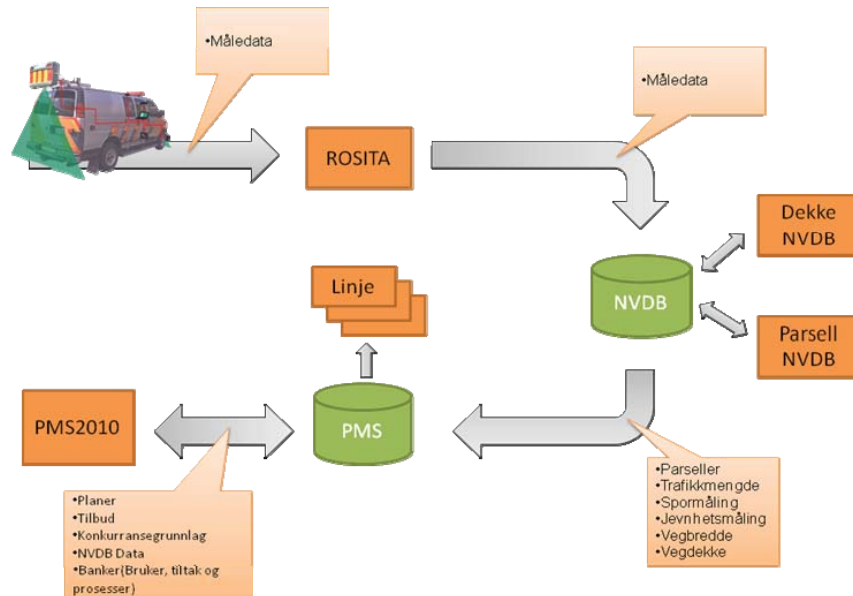 •Måledata
•Måledata
ROSITA
Dekke
NVDB
NVDB
Linje
Parsell
NVDB
PMS2010
PMS
•Parseller
•Trafikkmengde
•Spormåling
•Jevnhetsmåling
•Vegbredde
•Vegdekke
•Planer
•Tilbud
•Konkurransegrunnlag
•NVDB Data
•Banker(Bruker, tiltak og
prosesser)